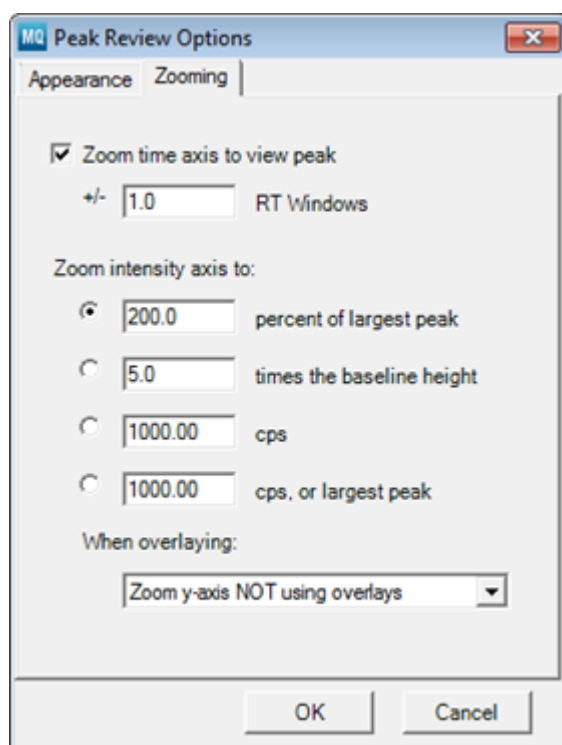 MQ Peak Review Options
Appearance Zooming
Zoom time axis to view peak
+/- 1.0 RT Windows
Zoom intensity axis to:
200.0 percent of largest peak
5.0 times the baseline height
1000.00 cps
1000.00 cps, or largest peak
When overlaying:
Zoom y-axis NOT using overlays
OK Cancel